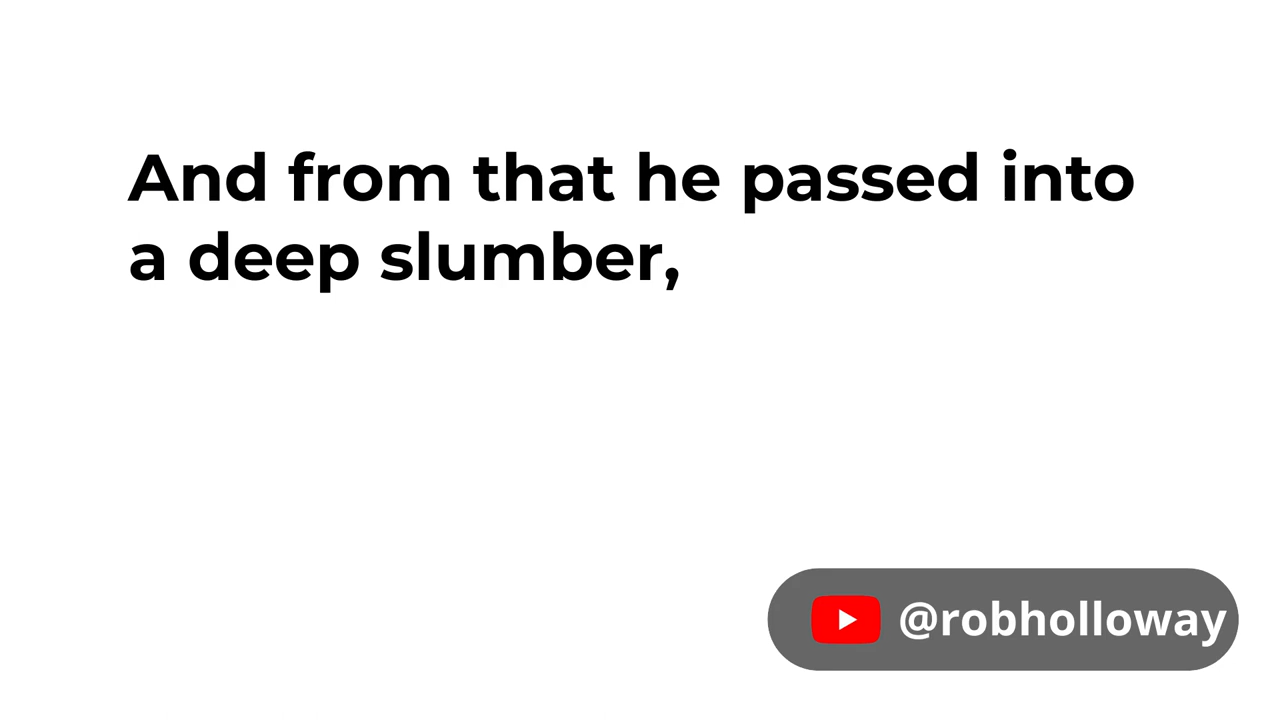 And from that he passed into
a deep slumber,
@robholloway